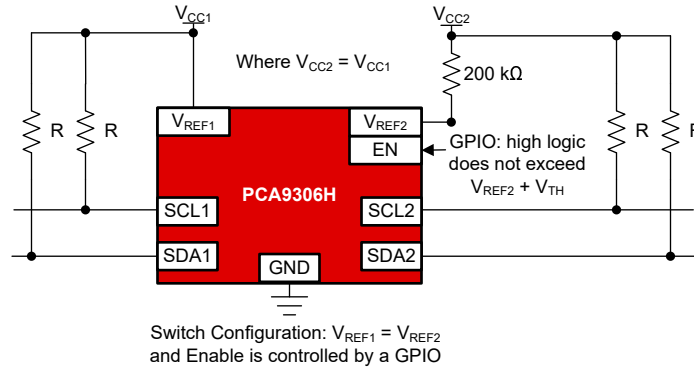 VCC1
VCC2
Where VCC2 = VCC1
200 kΩ
R
R
R
VREF1
VREF2
EN
GPIO: high logic
does not exceed
VREF2 + VTH
PCA9306H
SCL1
SCL2
SDA1
SDA2
GND
Switch Configuration: VREF1 = VREF2
and Enable is controlled by a GPIO